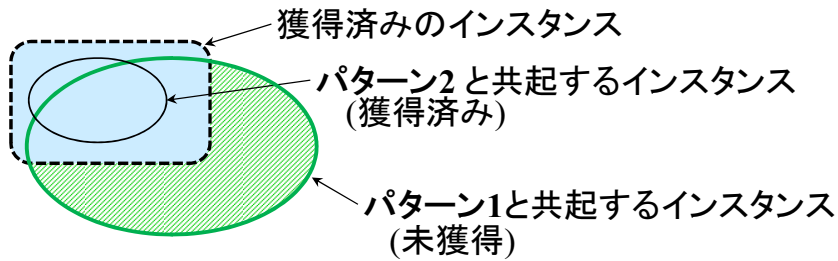 獲得済みのインスタンス
パターン2 と共起するインスタンス
(獲得済み)
パターン1と共起するインスタンス
(未獲得)